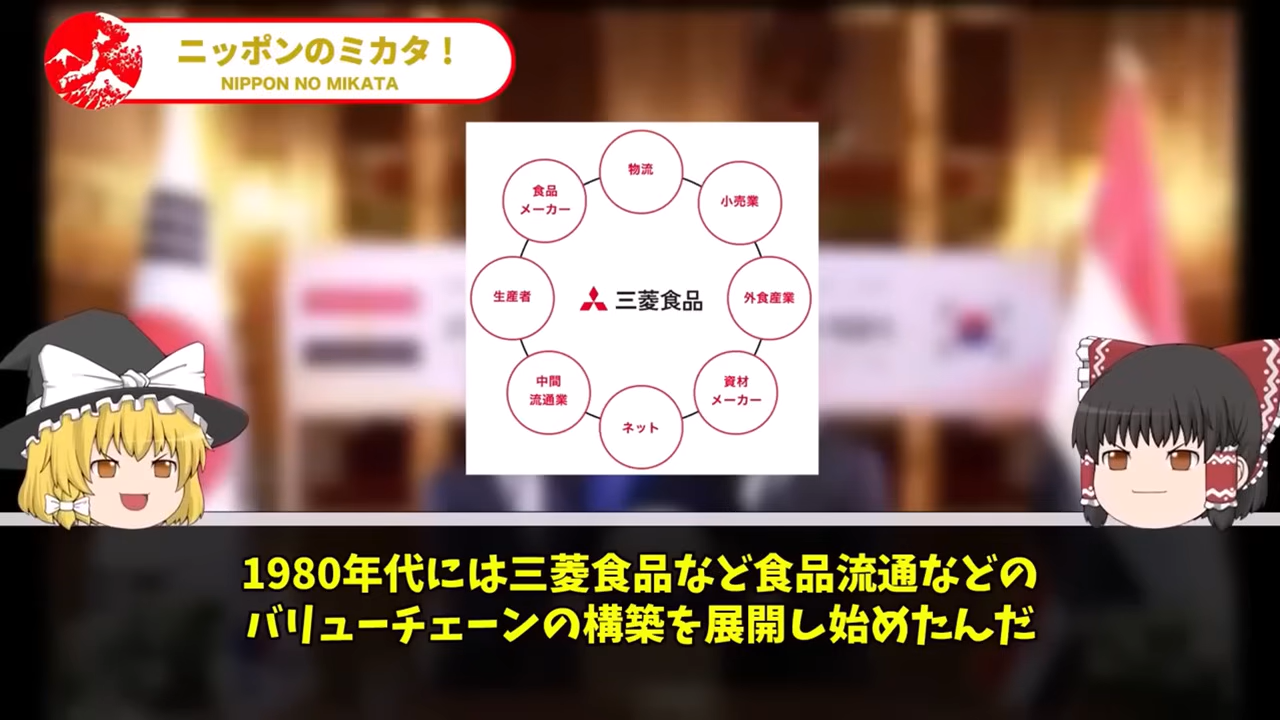 ニッポンのミカタ！
NIPPON NO MIKATA
物流
食品
メーカー
小売業
生産者
三菱食品
外食産業
中間
流通業
資材
メーカー
ネット
1980年代には三菱食品など食品流通などの
バリューチェーンの構築を展開し始めたんだ